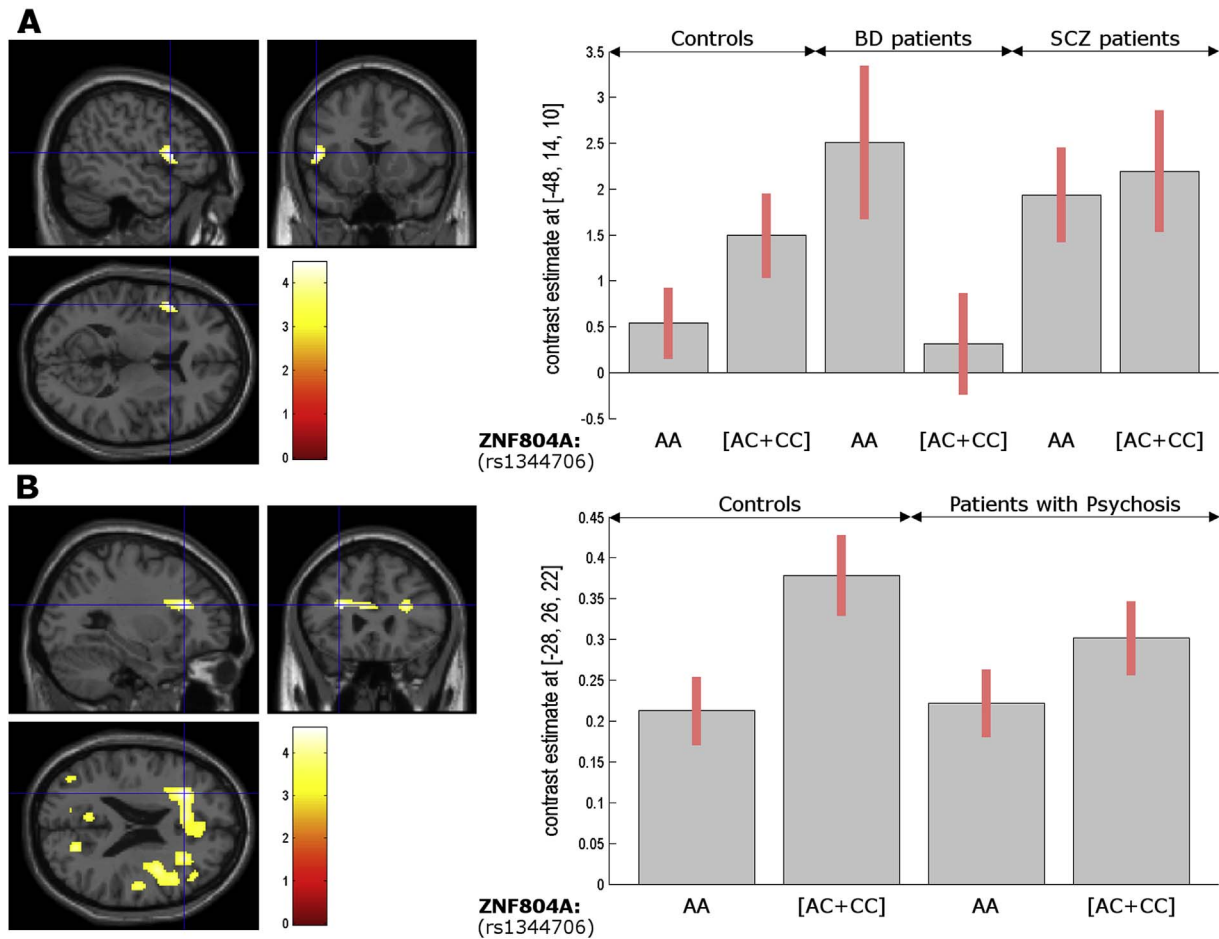 A
Controls BD patients SCZ patients
contrast estimate at [-48, 14, 10]
3.5
3
2.5
2
1.5
1
0.5
0
-0.5
4
3
2
1
0
AA [AC+CC] AA [AC+CC] AA [AC+CC]
ZNF804A:
(rs1344706)
B
Controls Patients with Psychosis
contrast estimate at [-28, 26, 22]
0.45
0.4
0.35
0.3
0.25
0.2
0.15
0.1
0.05
0
4
3
2
1
0
AA [AC+CC] AA [AC+CC]
ZNF804A:
(rs1344706)